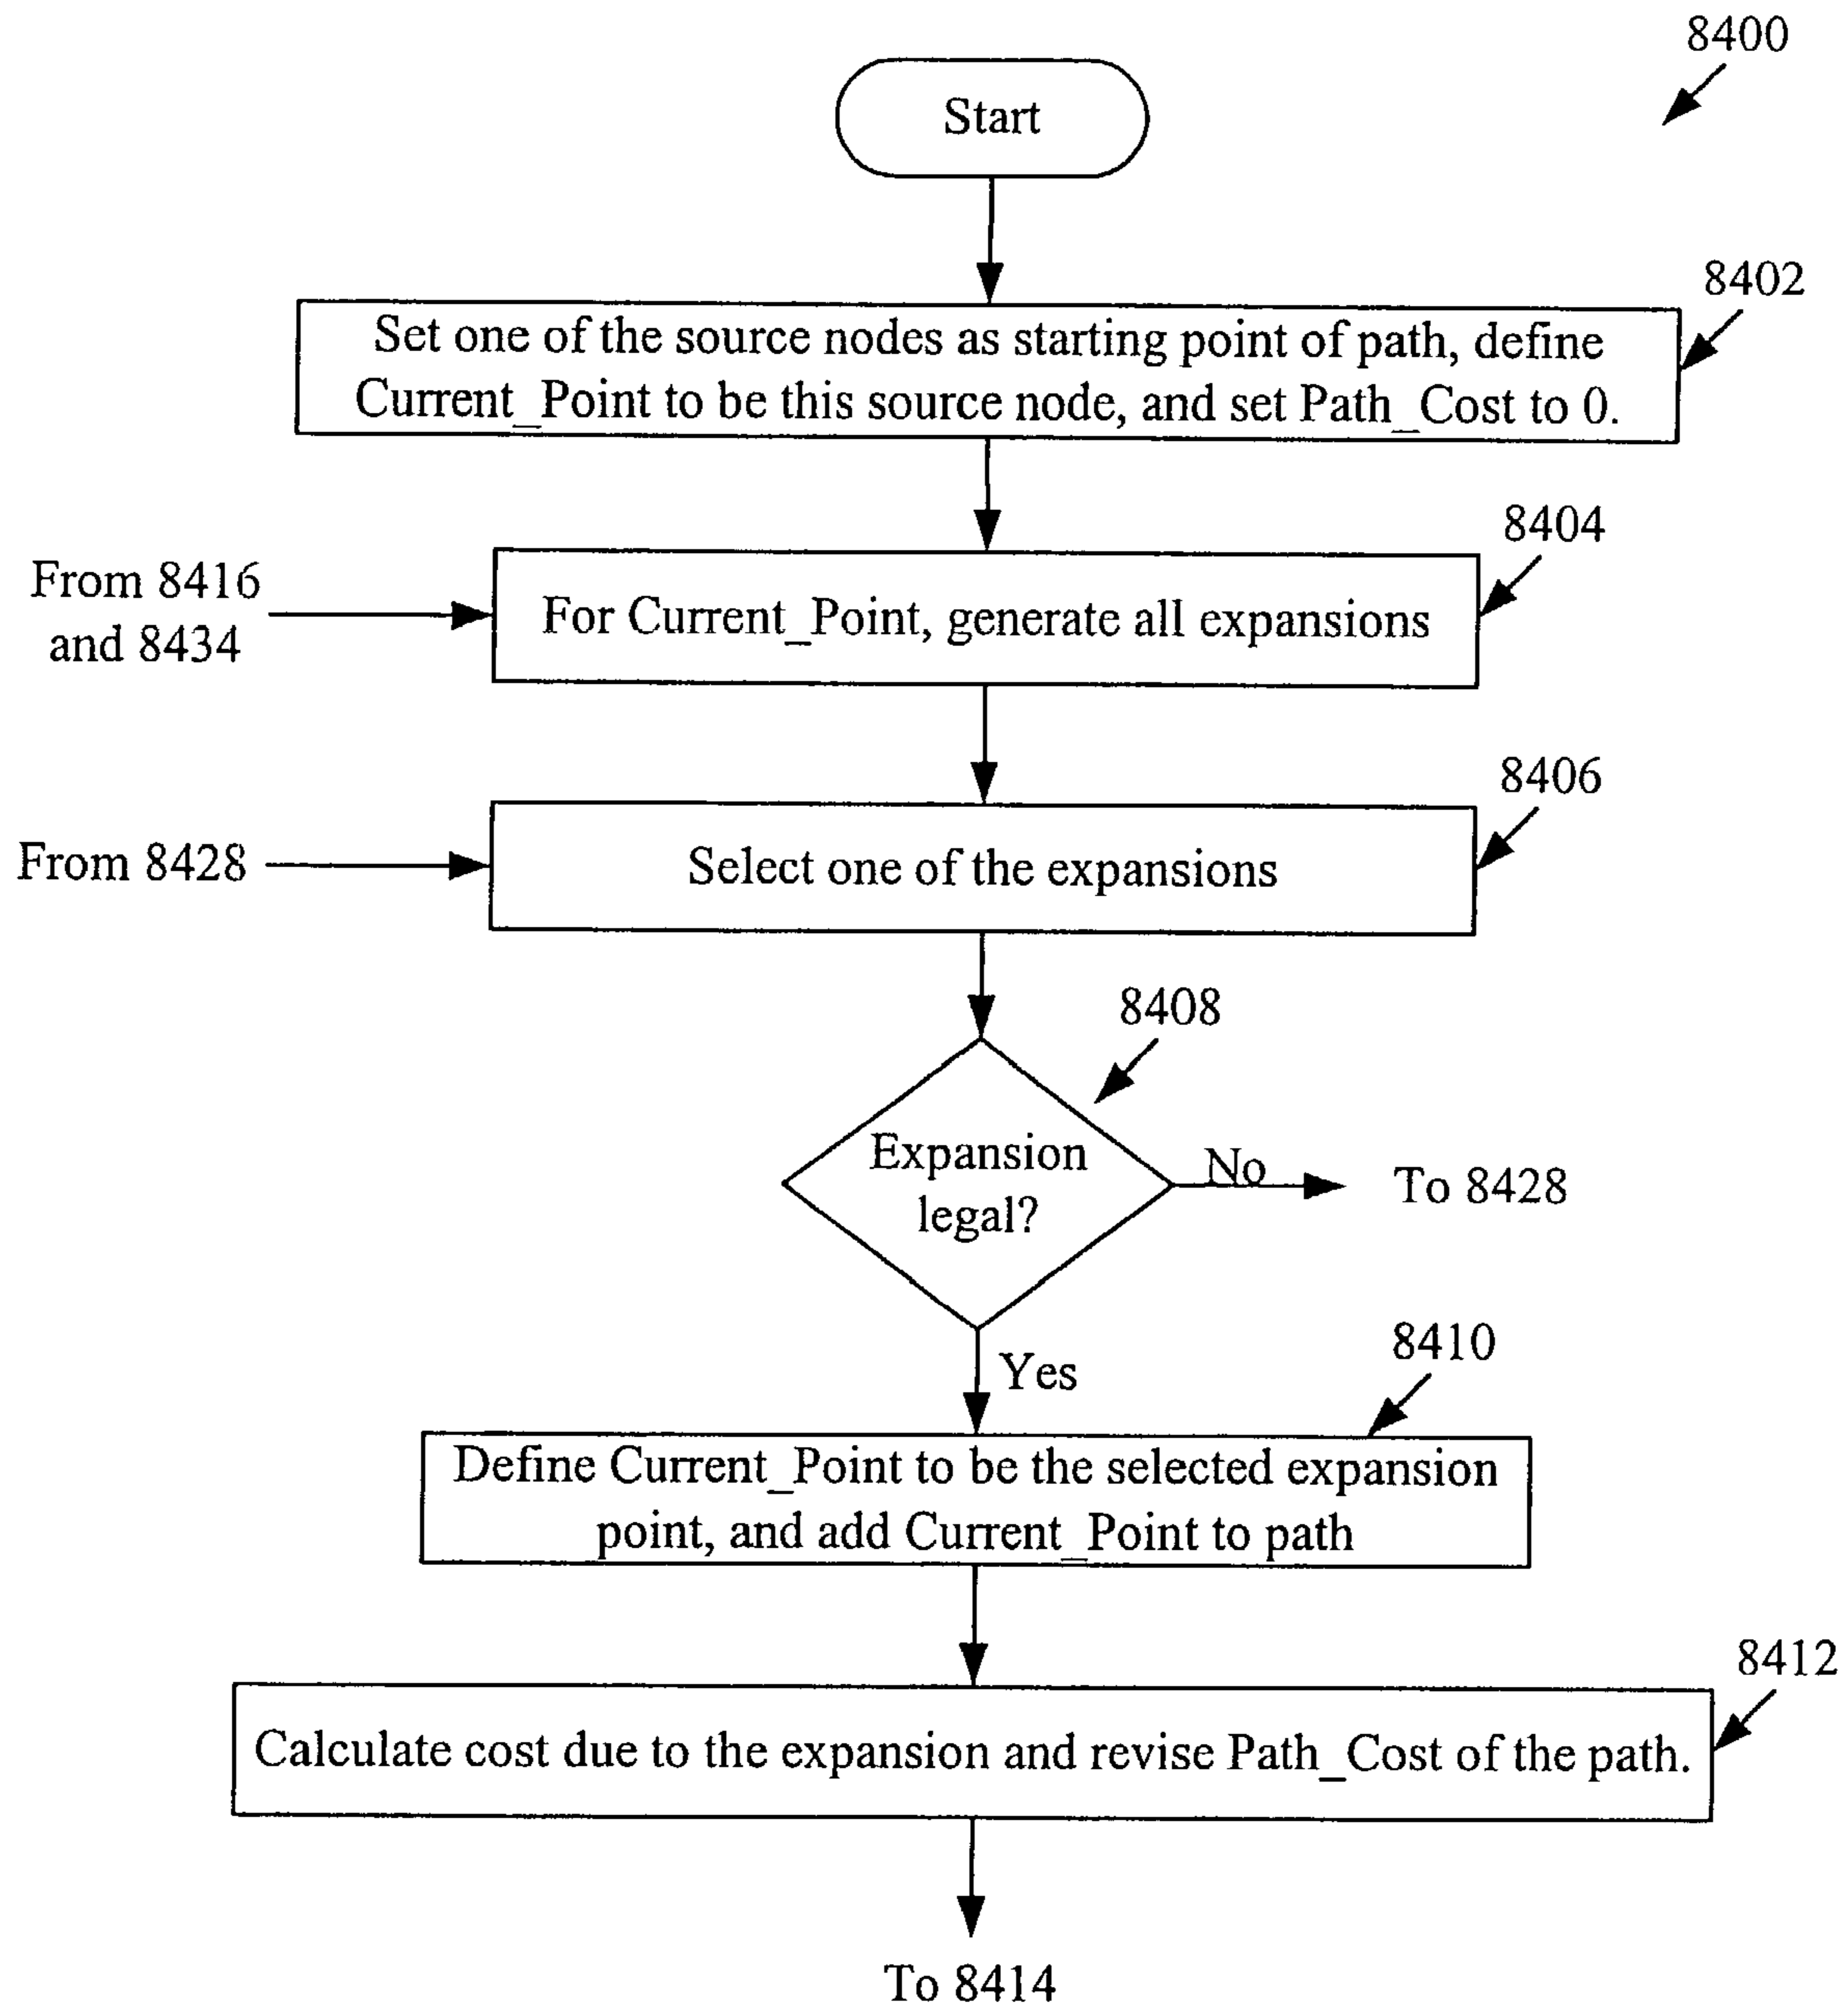 8400
Start
8402
Set one of the source nodes as starting point of path, define
Current_Point to be this source node, and set Path_Cost to 0.
8404
From 8416
and 8434
For Current_Point, generate all expansions
8406
From 8428
Select one of the expansions
8408
Expansion
legal?
No
To 8428
Yes
8410
Define Current_Point to be the selected expansion
point, and add Current_Point to path
8412
Calculate cost due to the expansion and revise Path_Cost of the path.
To 8414